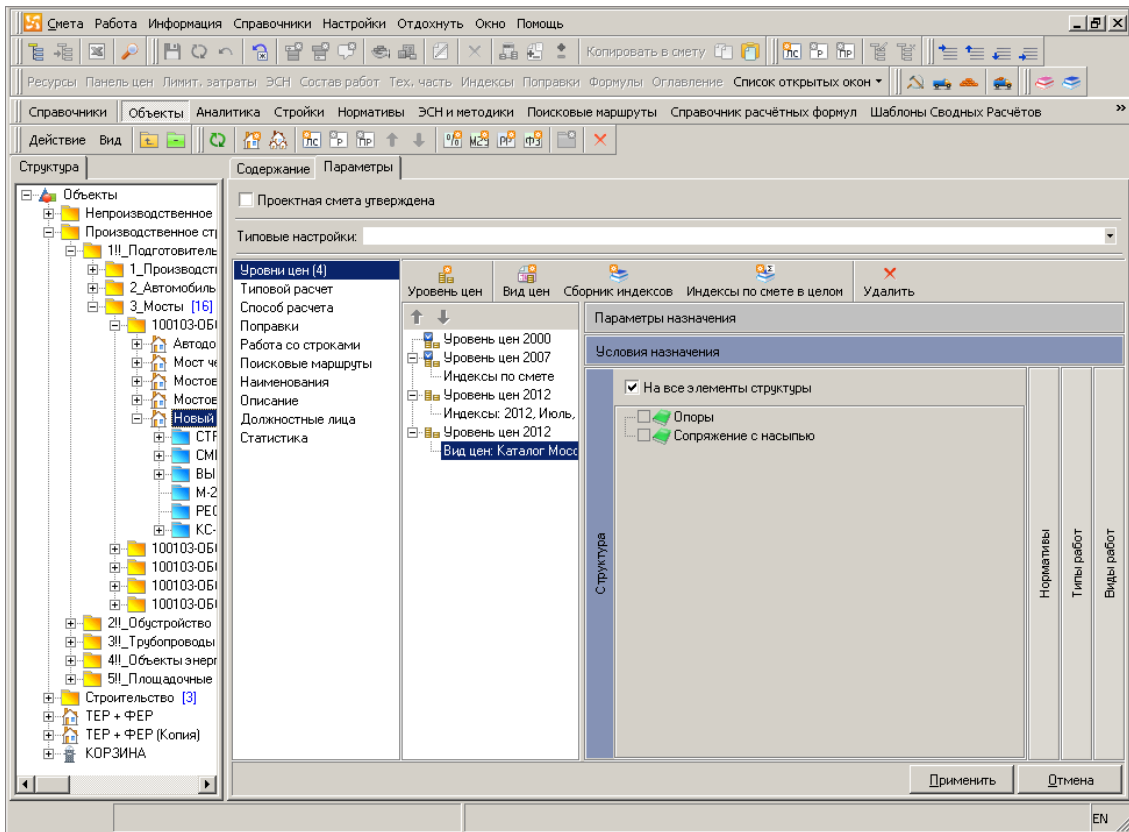 Смета Работа Информация Справочники Настройки Отдохнуть Окно Помощь
Копировать в смету
Ресурсы Панель цен Лимит. затраты ЭСН Состав работ Тех. часть Индексы Поправки Формулы Оглавление Список открытых окон
Справочники Объекты Аналитика Стройки Нормативы ЭСН и методики Поисковые маршруты Справочник расчётных формул Шаблоны Сводных Расчётов »
Действие Вид
Структура
Содержание Параметры
Объекты
Непроизводственное
Производственное стр
1!!_Подготовитель
1_Производст
2_Автомобиль
3_Мосты [16]
100103-ОБ
Автодо
Мост че
Мостов
Мостов
Новый
СТР
СМ
ВЫ
М-2
РЕС
КС-
100103-ОБ
100103-ОБ
100103-ОБ
100103-ОБ
2!!_Обустройство
3!!_Трубопроводы
4!!_Объекты энерг
5!!_Площадочные
Строительство [3]
ТЕР + ФЕР
ТЕР + ФЕР (Копия)
КОРЗИНА
Проектная смета утверждена
Типовые настройки:
Уровни цен (4)
Типовой расчет
Способ расчета
Поправки
Работа со строками
Поисковые маршруты
Наименования
Описание
Должностные лица
Статистика
Уровень цен Вид цен Сборник индексов Индексы по смете в целом Удалить
Уровень цен 2000
Уровень цен 2007
Индексы по смете
Уровень цен 2012
Индексы: 2012, Июль,
Уровень цен 2012
Вид цен: Каталог Мосс
Параметры назначения
Условия назначения
Структура
На все элементы структуры
Опоры
Сопряжение с насыпью
Нормативы
Типы работ
Виды работ
Применить Отмена
EN